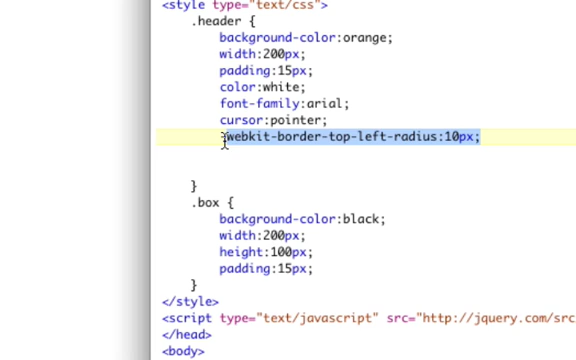 <style type="text/css">
.header {
background-color:orange;
width:200px;
padding:15px;
color:white;
font-family:arial;
cursor:pointer;
-webkit-border-top-left-radius:10px;
}
.box {
background-color:black;
width:200px;
height:100px;
padding:15px;
}
</style>
<script type="text/javascript" src="http://jquery.com/src
</head>
<body>